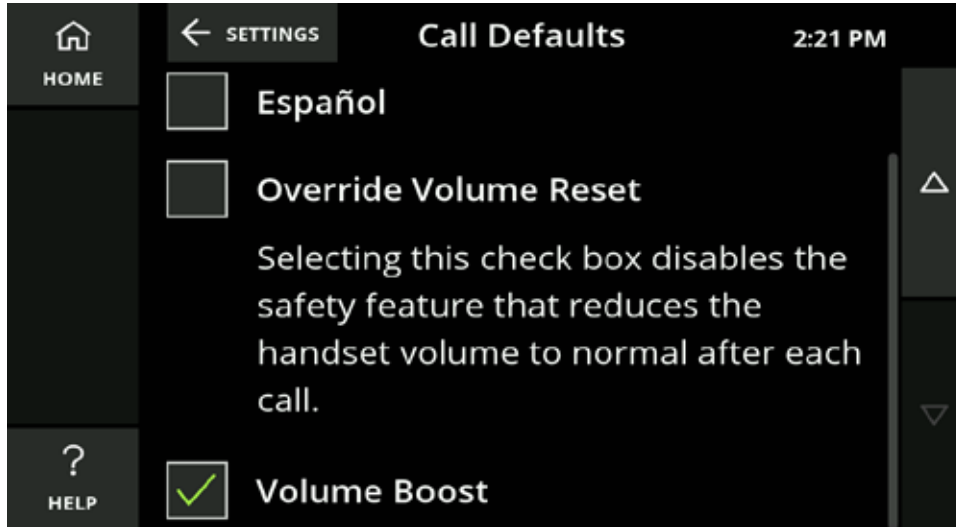 SETTINGS
Call Defaults
2:21 PM
HOME
Español
Override Volume Reset
Selecting this check box disables the
safety feature that reduces the
handset volume to normal after each
call.
?
HELP
Volume Boost